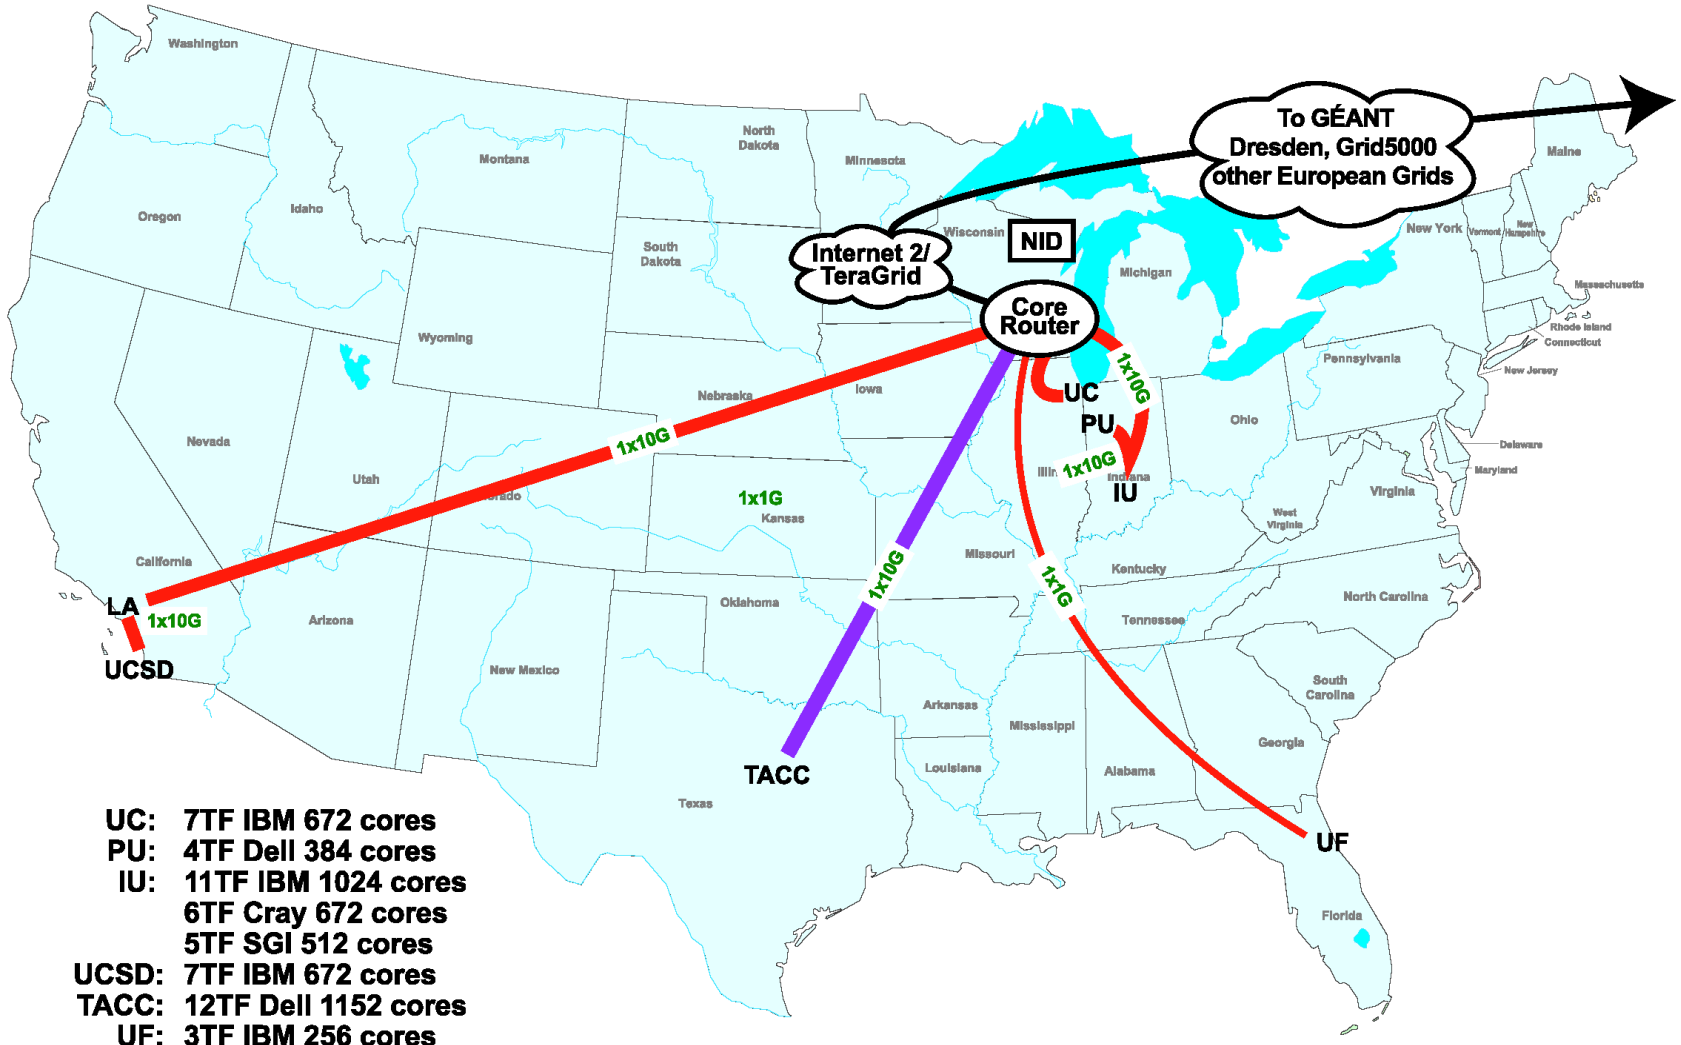 Washington
Montana
North
Dakota
Minnesota
To GÉANT
Dresden, Grid5000
other European Grids
Maine
Oregon
Idaho
South
Dakota
Wisconsin
NID
Internet 2/
TeraGrid
Michigan
New York
Vermont
New
Hampshire
Massachusetts
Core
Router
Rhode Island
Connecticut
Wyoming
Nebraska
Iowa
UC
1x10G
Pennsylvania
New Jersey
Nevada
Utah
1x10G
PU
1x10G
Indiana
IU
Ohio
Delaware
Maryland
1x1G
Kansas
West
Virginia
Virginia
California
LA
1x10G
UCSD
Arizona
New Mexico
Oklahoma
1x10G
Missouri
1x1G
Kentucky
Tennessee
North Carolina
South
Carolina
Arkansas
Mississippi
Alabama
Georgia
Louisiana
TACC
Texas
UF
Florida
UC: 7TF IBM 672 cores
PU: 4TF Dell 384 cores
IU: 11TF IBM 1024 cores
6TF Cray 672 cores
5TF SGI 512 cores
UCSD: 7TF IBM 672 cores
TACC: 12TF Dell 1152 cores
UF: 3TF IBM 256 cores